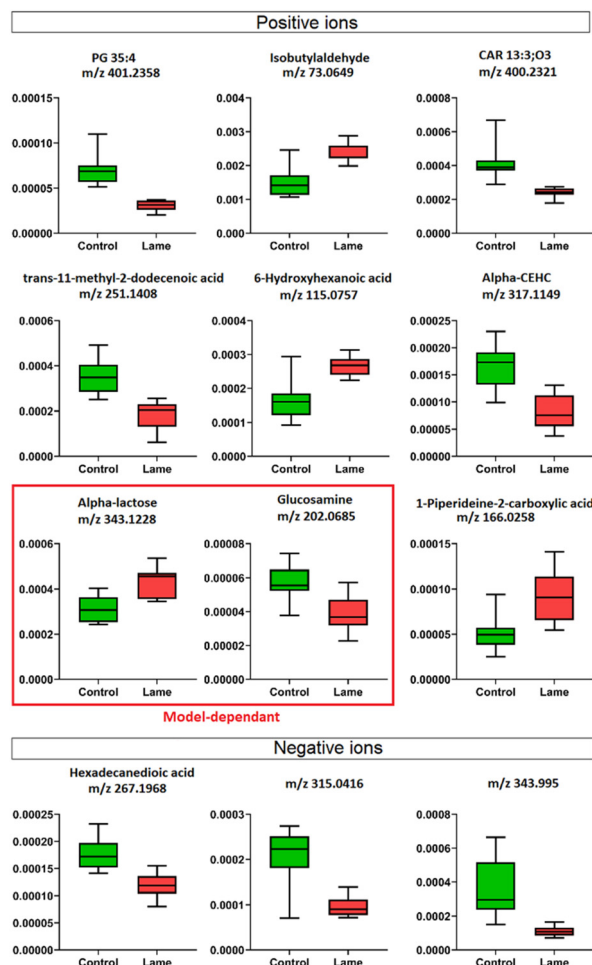 Positive ions
PG 35:4
m/z 401.2358
0.00015
0.00010
0.00005
0.00000
Control Lame
Isobutylaldehyde
m/z 73.0649
0.004
0.003
0.002
0.001
0.000
Control Lame
CAR 13:3;O3
m/z 400.2321
0.0008
0.0006
0.0004
0.0002
0.0000
Control Lame
trans-11-methyl-2-dodecenoic acid
m/z 251.1408
0.0006
0.0004
0.0002
0.0000
Control Lame
6-Hydroxyhexanoic acid
m/z 115.0757
0.0004
0.0003
0.0002
0.0001
0.0000
Control Lame
Alpha-CEHC
m/z 317.1149
0.00025
0.00020
0.00015
0.00010
0.00005
0.00000
Control Lame
Alpha-lactose
m/z 343.1228
0.0006
0.0004
0.0002
0.0000
Control Lame
Glucosamine
m/z 202.0685
0.00008
0.00006
0.00004
0.00002
0.00000
Control Lame
1-Piperideine-2-carboxylic acid
m/z 166.0258
0.00015
0.00010
0.00005
0.00000
Control Lame
Model-dependant
Negative ions
Hexadecanedioic acid
m/z 267.1968
0.00025
0.00020
0.00015
0.00010
0.00005
0.00000
Control Lame
m/z 315.0416
0.0003
0.0002
0.0001
0.0000
Control Lame
m/z 343.995
0.0008
0.0006
0.0004
0.0002
0.0000
Control Lame